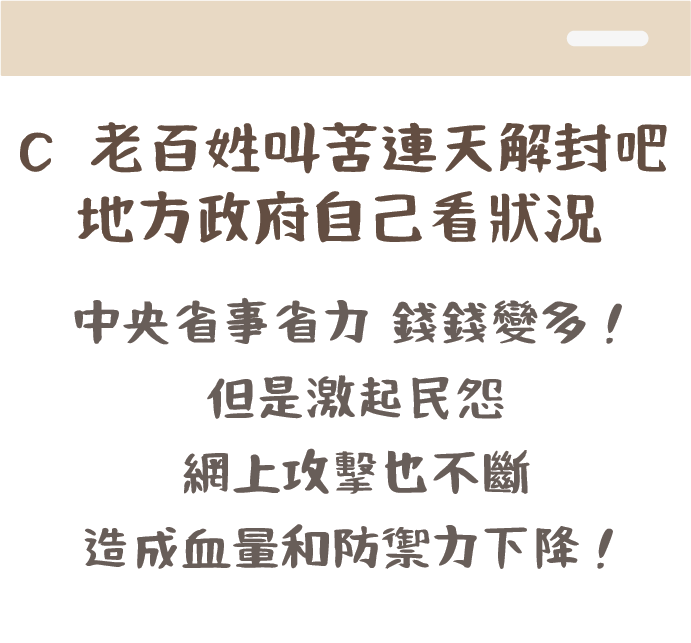 C 老百姓叫苦連天解封吧
地方政府自己看狀況
中央省事省力 錢錢變多！
但是激起民怨
網上攻擊也不斷
造成血量和防禦力下降！